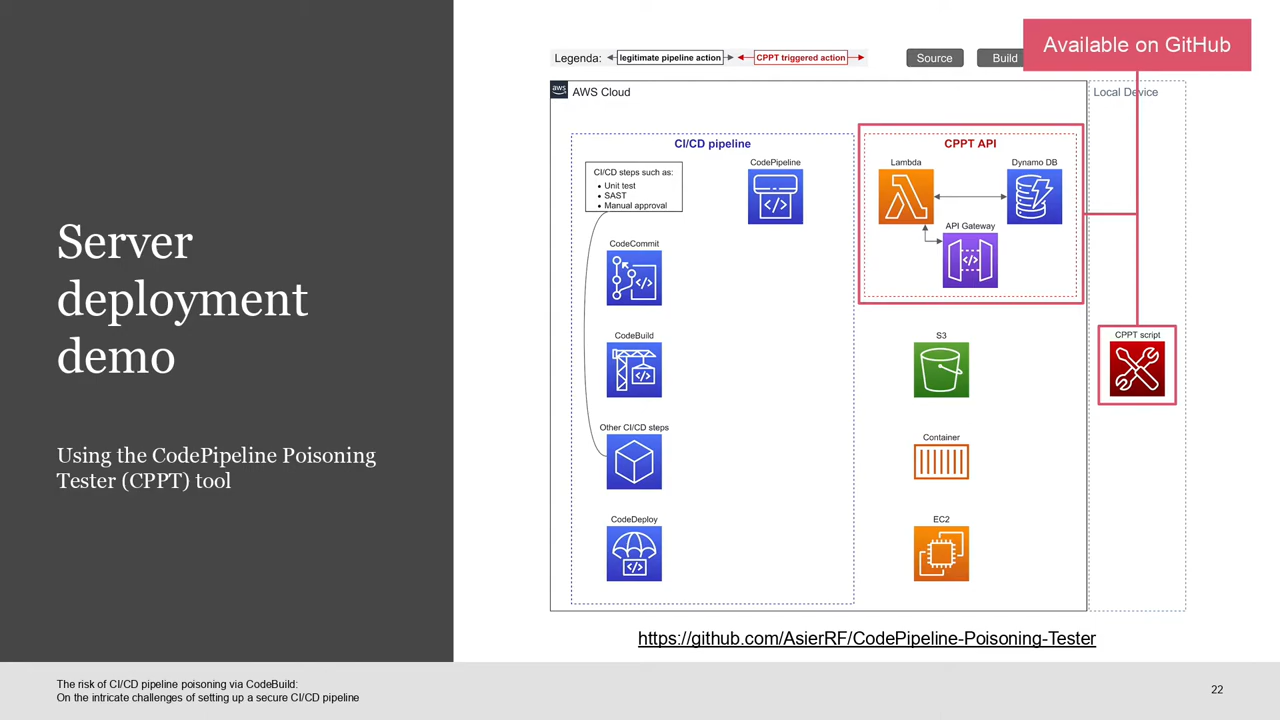 Server
deployment
demo
Using the CodePipeline Poisoning
Tester (CPPT) tool
Legenda:
legitimate pipeline action
CPPT triggered action
Source
Build
Available on GitHub
aws
AWS Cloud
Local Device
CI/CD pipeline
CI/CD steps such as:
• Unit test
• SAST
• Manual approval
CodePipeline
CodeCommit
CodeBuild
Other CI/CD steps
CodeDeploy
CPPT API
Lambda
Dynamo DB
API Gateway
S3
Container
EC2
CPPT script
https://github.com/AsierRF/CodePipeline-Poisoning-Tester
The risk of CI/CD pipeline poisoning via CodeBuild:
On the intricate challenges of setting up a secure CI/CD pipeline
22